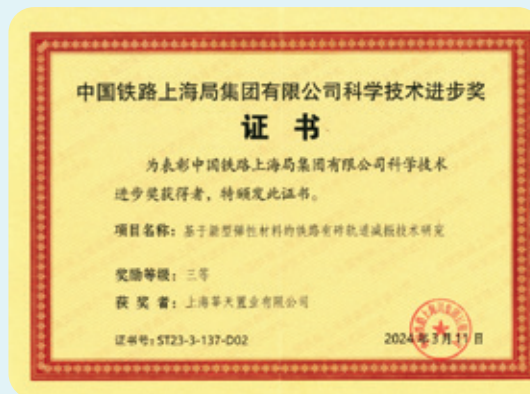 中国铁路上海局集团有限公司科学技术进步奖
证 书
为表彰中国铁路上海局集团有限公司科学技术
进步奖获得者，特颁发此证书。
项目名称：基于新型弹性材料的铁路有砟轨道减振技术研究
奖励等级：三等
获 奖 者：上海莘天置业有限公司
证书号：ST23-3-137-D02
2024年3月11日